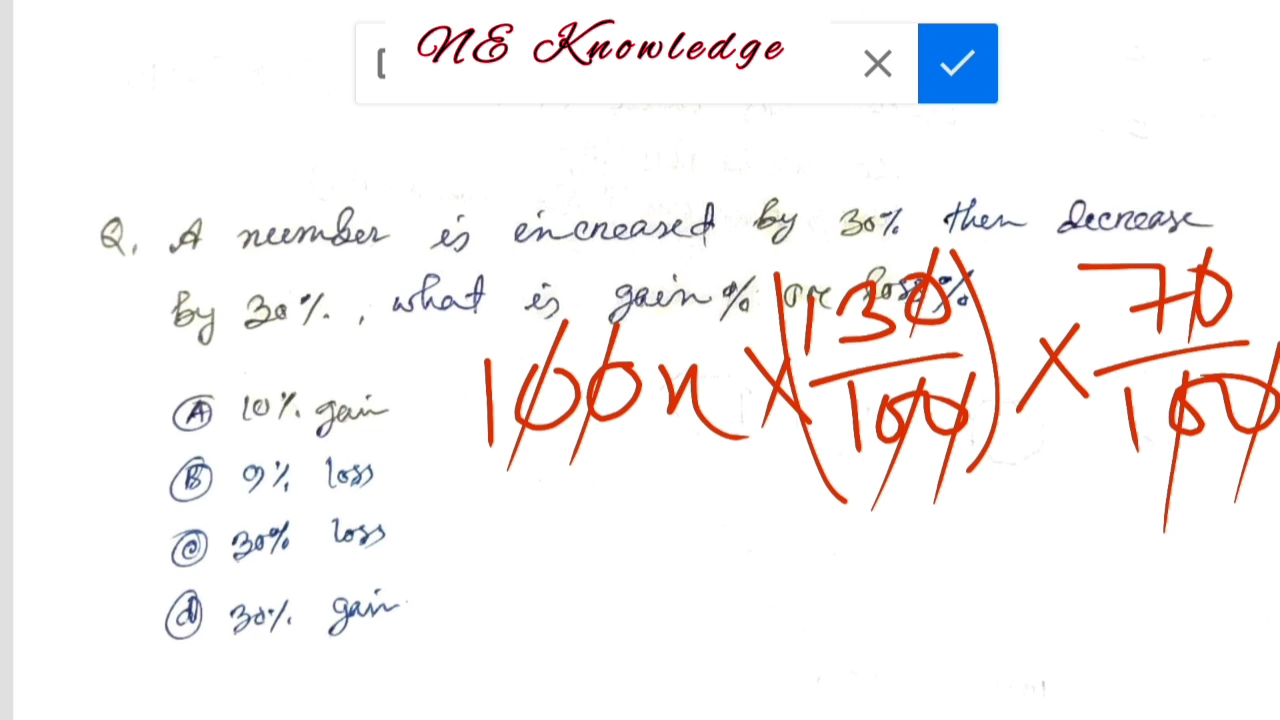 NE Knowledge
Q. A number is increased by 30% then decrease
by 30%, what is gain% or loss%
100x × (130/100) × 70/100
A 10% gain
B 9% loss
C 30% loss
d 30% gain